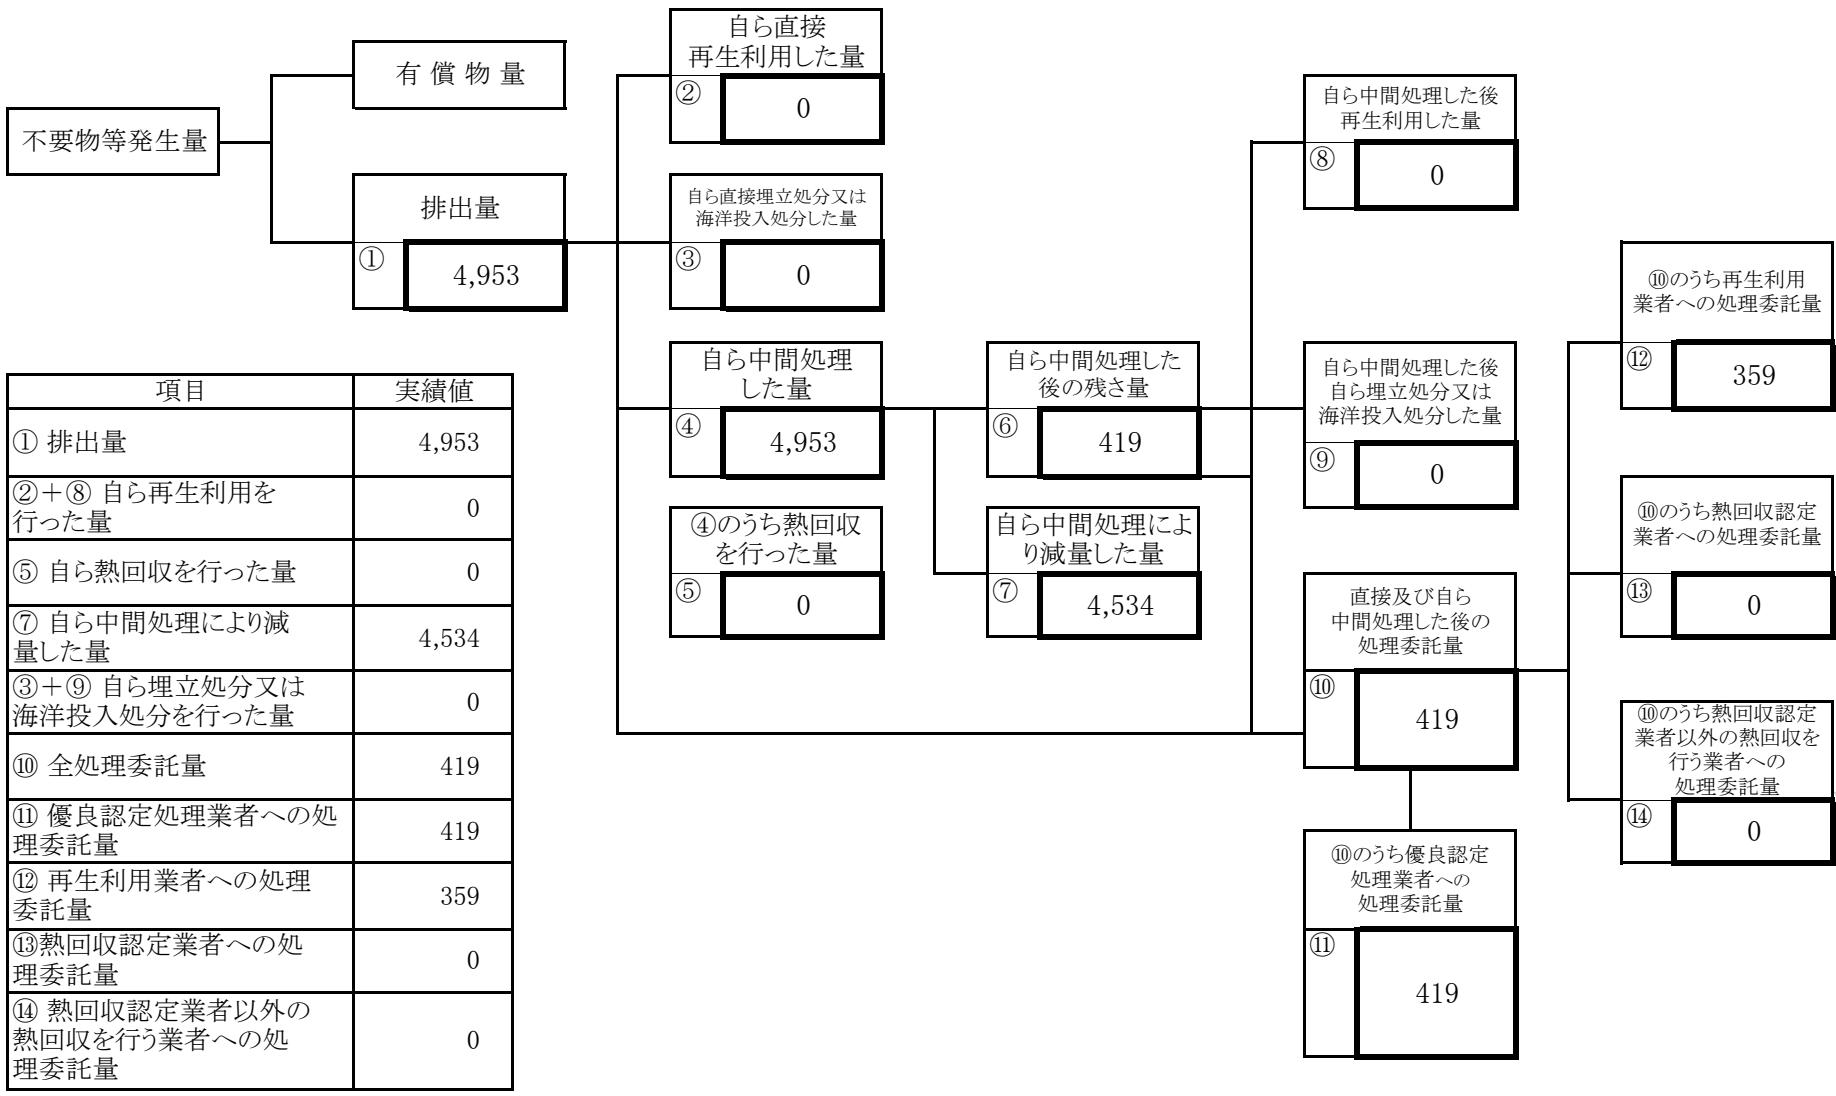 不要物等発生量
有 償 物 量
排出量
①
4,953
自ら直接
再生利用した量
②
0
自ら直接埋立処分又は
海洋投入処分した量
③
0
自ら中間処理
した量
④
4,953
④のうち熱回収
を行った量
⑤
0
自ら中間処理した
後の残さ量
⑥
419
自ら中間処理によ
り減量した量
⑦
4,534
自ら中間処理した後
再生利用した量
⑧
0
自ら中間処理した後
自ら埋立処分又は
海洋投入処分した量
⑨
0
直接及び自ら
中間処理した後の
処理委託量
⑩
419
⑩のうち優良認定
処理業者への
処理委託量
⑪
419
⑩のうち再生利用
業者への処理委託量
⑫
359
⑩のうち熱回収認定
業者への処理委託量
⑬
0
⑩のうち熱回収認定
業者以外の熱回収を
行う業者への
処理委託量
⑭
0
項目 実績値
① 排出量 4,953
②＋⑧ 自ら再生利用を
行った量 0
⑤ 自ら熱回収を行った量 0
⑦ 自ら中間処理により減
量した量 4,534
③＋⑨ 自ら埋立処分又は
海洋投入処分を行った量 0
⑩ 全処理委託量 419
⑪ 優良認定処理業者への処
理委託量 419
⑫ 再生利用業者への処理
委託量 359
⑬熱回収認定業者への処
理委託量 0
⑭ 熱回収認定業者以外の
熱回収を行う業者への処
理委託量 0